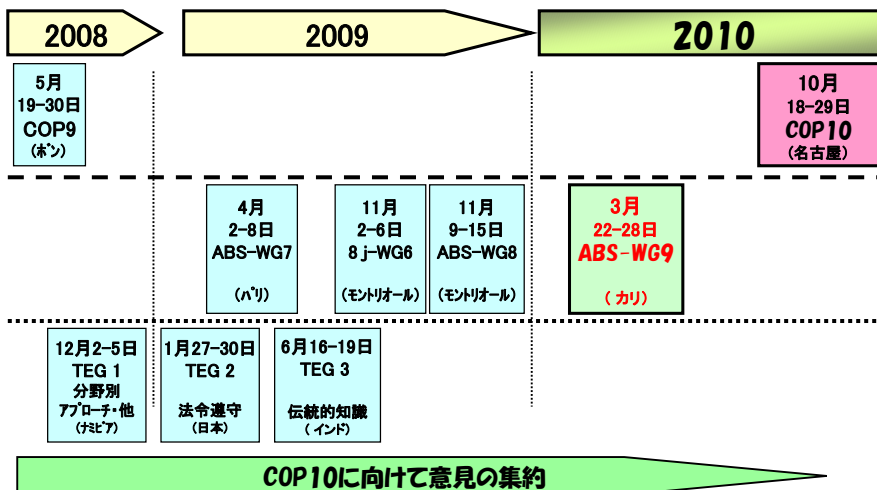 2008
2009
2010
5月
19-30日
COP9
(ボン)
10月
18-29日
COP10
(名古屋)
4月
2-8日
ABS-WG7
(パリ)
11月
2-6日
8 j-WG6
(モントリオール)
11月
9-15日
ABS-WG8
(モントリオール)
3月
22-28日
ABS-WG9
(カリ)
12月2-5日
TEG 1
分野別
アプローチ・他
(ナミビア)
1月27-30日
TEG 2
法令遵守
(日本)
6月16-19日
TEG 3
伝統的知識
(インド)
COP10に向けて意見の集約